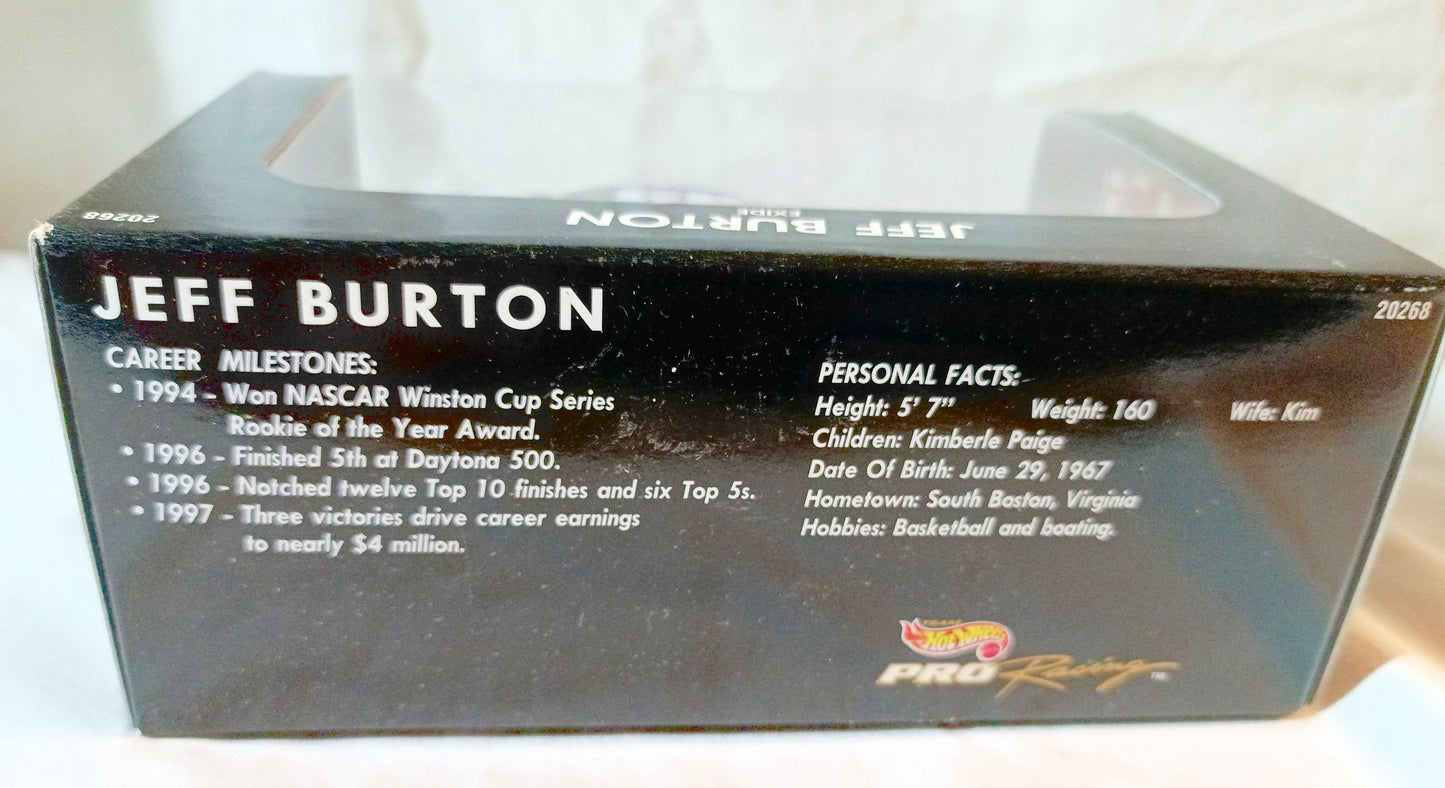 20268
JEFF BURTON
EXIDE
JEFF BURTON
20268
CAREER MILESTONES:
• 1994 - Won NASCAR Winston Cup Series
Rookie of the Year Award.
• 1996 - Finished 5th at Daytona 500.
• 1996 - Notched twelve Top 10 finishes and six Top 5s.
• 1997 - Three victories drive career earnings
to nearly $4 million.
PERSONAL FACTS:
Height: 5' 7" Weight: 160 Wife: Kim
Children: Kimberle Paige
Date Of Birth: June 29, 1967
Hometown: South Boston, Virginia
Hobbies: Basketball and boating.
TEAM
Hot Wheels
PRO Racing™